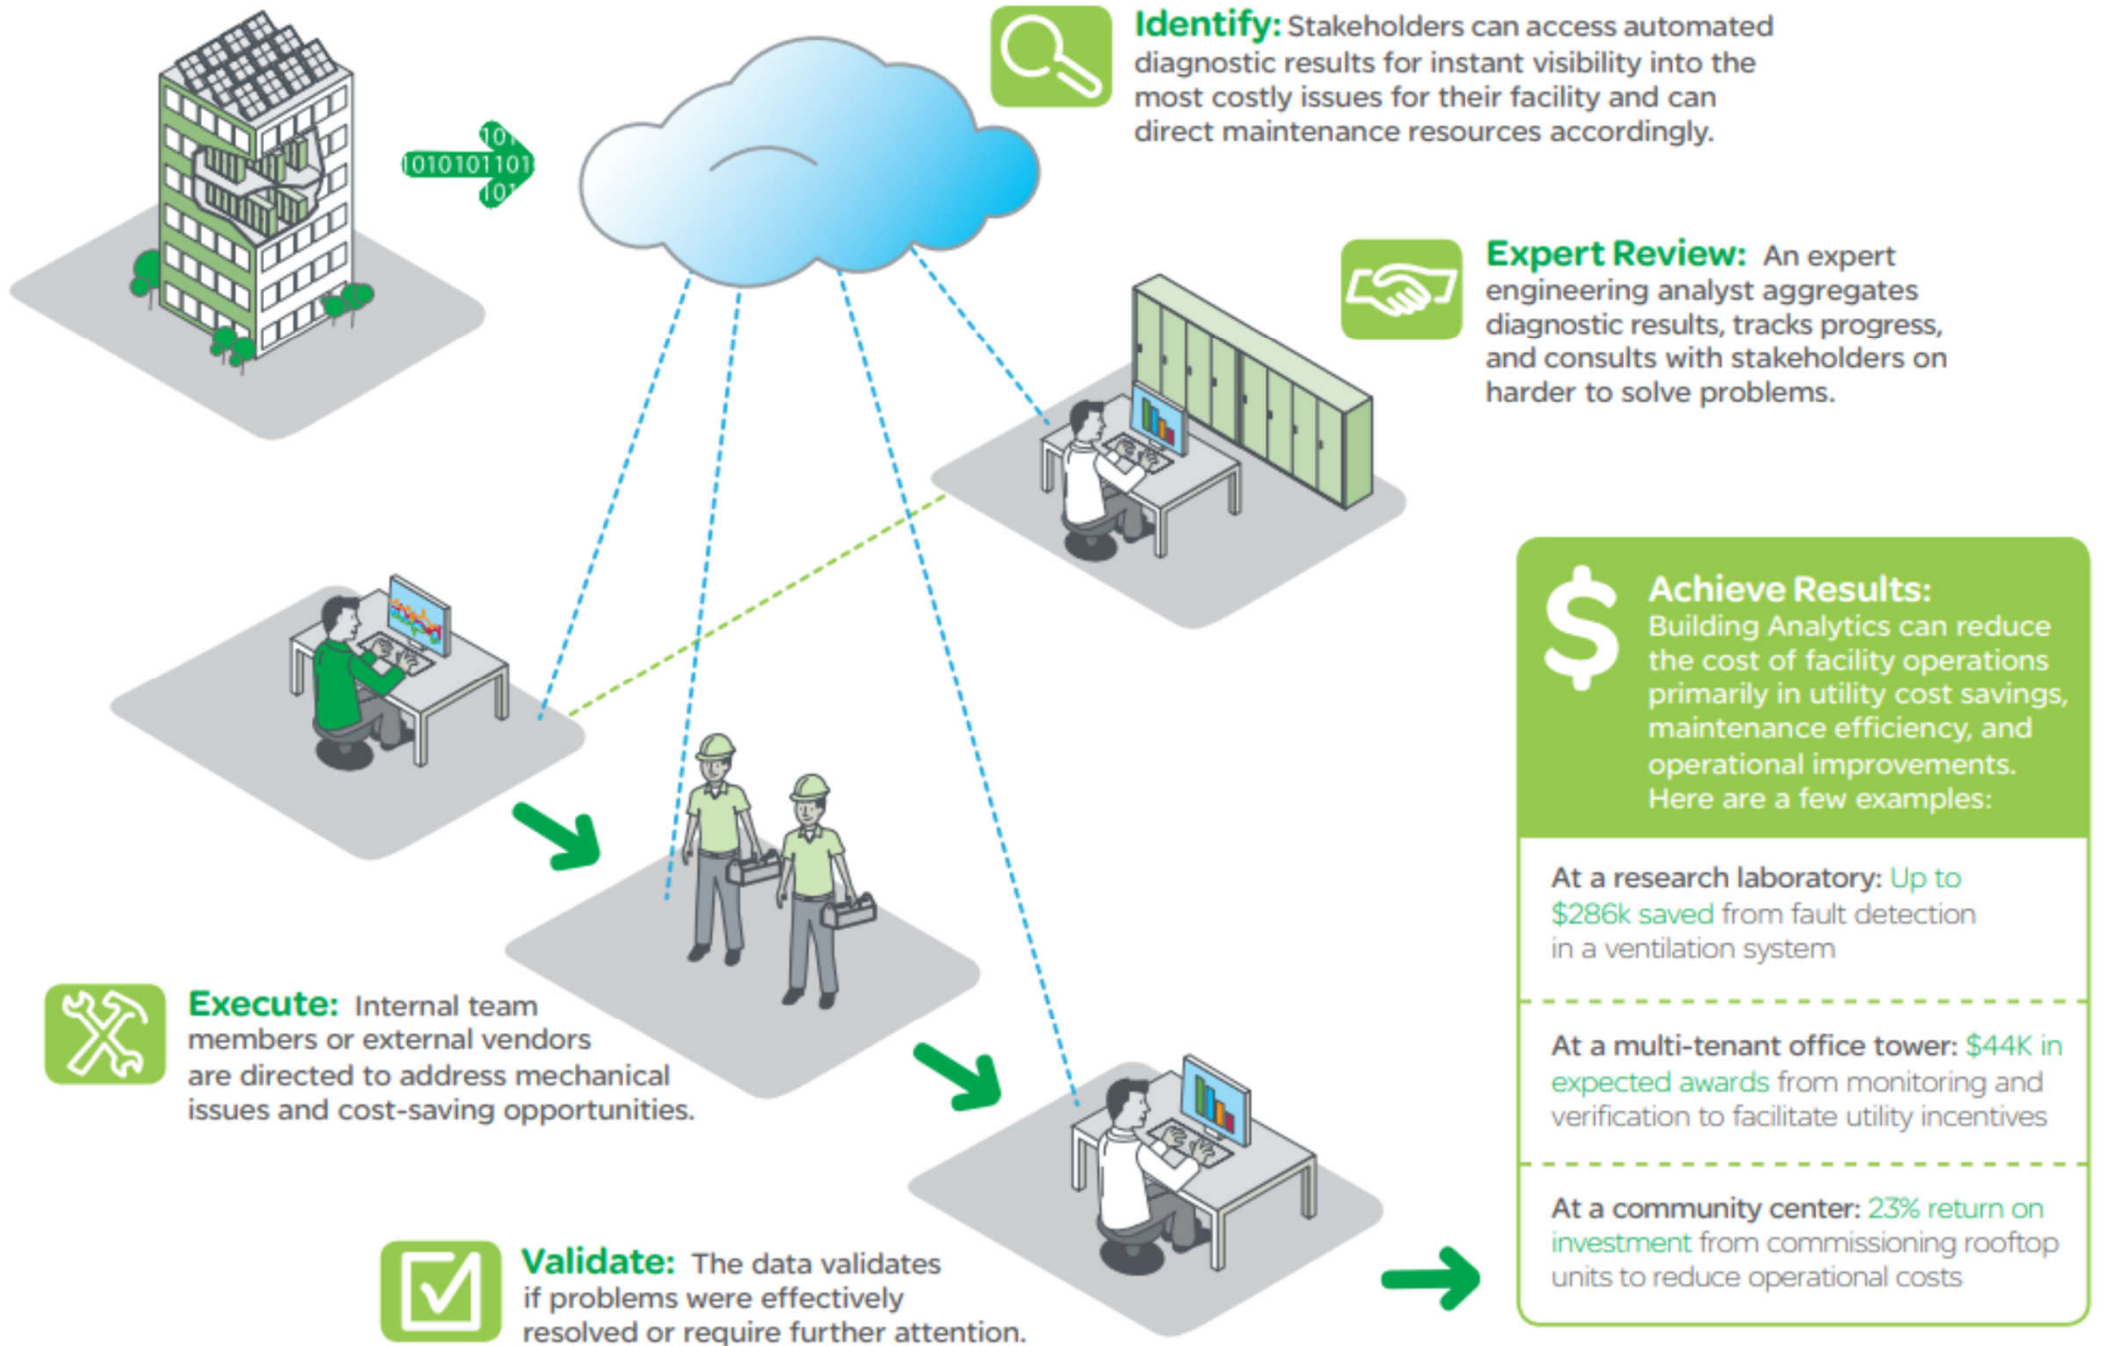 Identify: Stakeholders can access automated
diagnostic results for instant visibility into the
most costly issues for their facility and can
direct maintenance resources accordingly.
101
10101011010
101
Expert Review: An expert
engineering analyst aggregates
diagnostic results, tracks progress,
and consults with stakeholders on
harder to solve problems.
$
Achieve Results:
Building Analytics can reduce
the cost of facility operations
primarily in utility cost savings,
maintenance efficiency, and
operational improvements.
Here are a few examples:
At a research laboratory: Up to
$286k saved from fault detection
in a ventilation system
At a multi-tenant office tower: $44K in
expected awards from monitoring and
verification to facilitate utility incentives
At a community center: 23% return on
investment from commissioning rooftop
units to reduce operational costs
Execute: Internal team
members or external vendors
are directed to address mechanical
issues and cost-saving opportunities.
Validate: The data validates
if problems were effectively
resolved or require further attention.